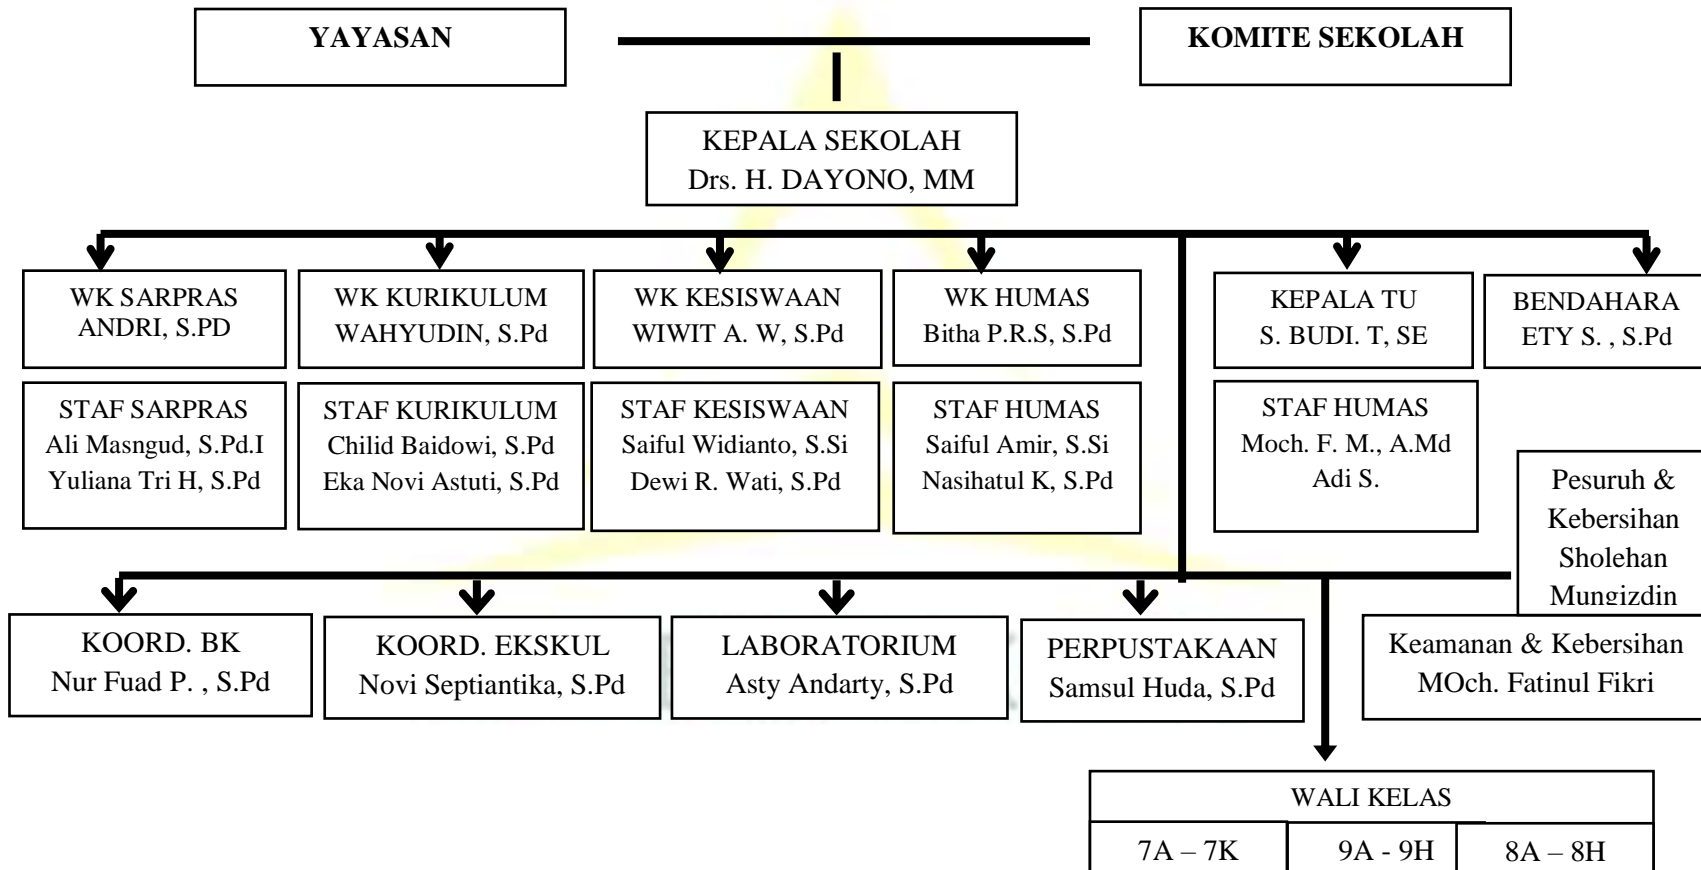 YAYASAN
KOMITE SEKOLAH
KEPALA SEKOLAH
Drs. H. DAYONO, MM
WK SARPRAS
ANDRI, S.PD
WK KURIKULUM
WAHYUDIN, S.Pd
WK KESISWAAN
WIWIT A. W, S.Pd
WK HUMAS
Bitha P.R.S, S.Pd
KEPALA TU
S. BUDI. T, SE
BENDAHARA
ETY S. , S.Pd
STAF SARPRAS
Ali Masngud, S.Pd.I
Yuliana Tri H, S.Pd
STAF KURIKULUM
Chilid Baidowi, S.Pd
Eka Novi Astuti, S.Pd
STAF KESISWAAN
Saiful Widianto, S.Si
Dewi R. Wati, S.Pd
STAF HUMAS
Saiful Amir, S.Si
Nasihatul K, S.Pd
STAF HUMAS
Moch. F. M., A.Md
Adi S.
Pesuruh &
Kebersihan
Sholehan
Mungizdin
KOORD. BK
Nur Fuad P. , S.Pd
KOORD. EKSKUL
Novi Septiantika, S.Pd
LABORATORIUM
Asty Andarty, S.Pd
PERPUSTAKAAN
Samsul Huda, S.Pd
Keamanan & Kebersihan
MOch. Fatinul Fikri
WALI KELAS
7A – 7K
9A - 9H
8A – 8H